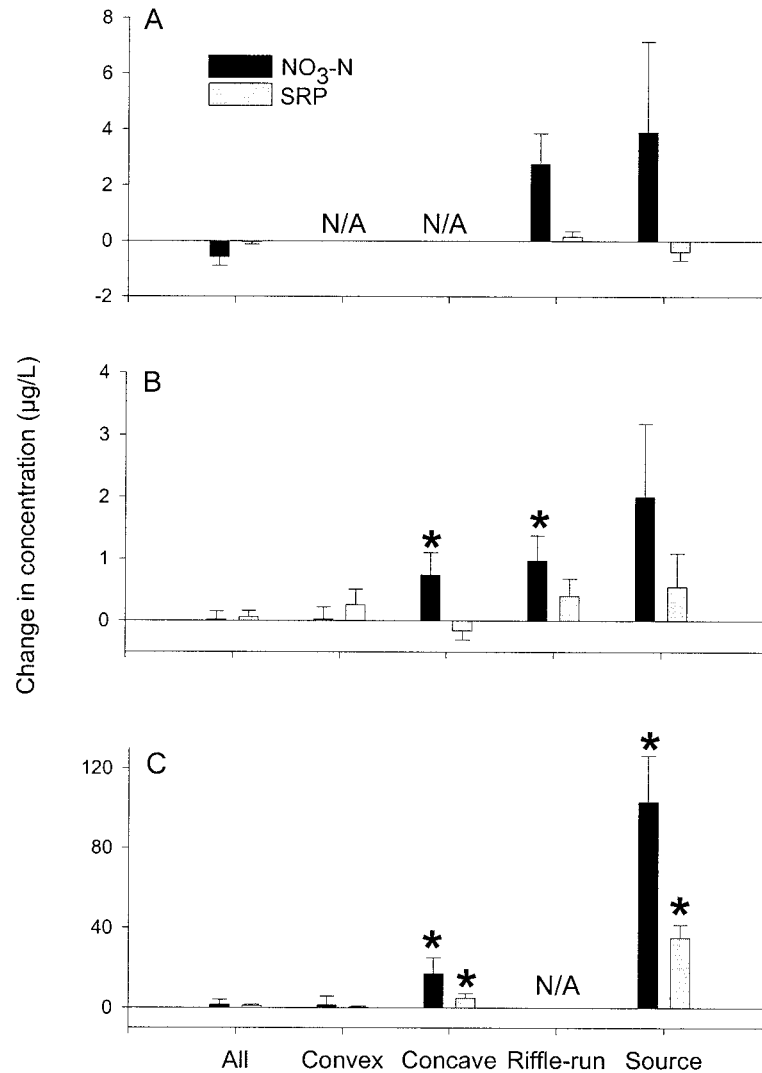 A
8
6
4
2
0
-2
NO3-N
SRP
N/A N/A
B
4
3
2
1
0
* *
Change in concentration (µg/L)
C
120
80
40
0
* * N/A * *
All Convex Concave Riffle-run Source